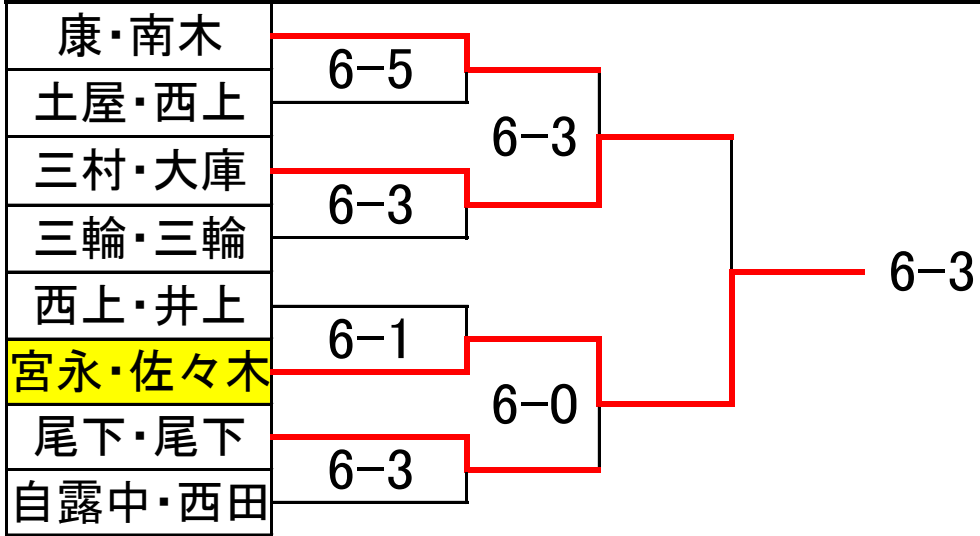 康・南木
6-5
土屋・西上
6-3
三村・大庫
6-3
三輪・三輪
6-3
西上・井上
6-1
宮永・佐々木
6-0
尾下・尾下
6-3
自露中・西田